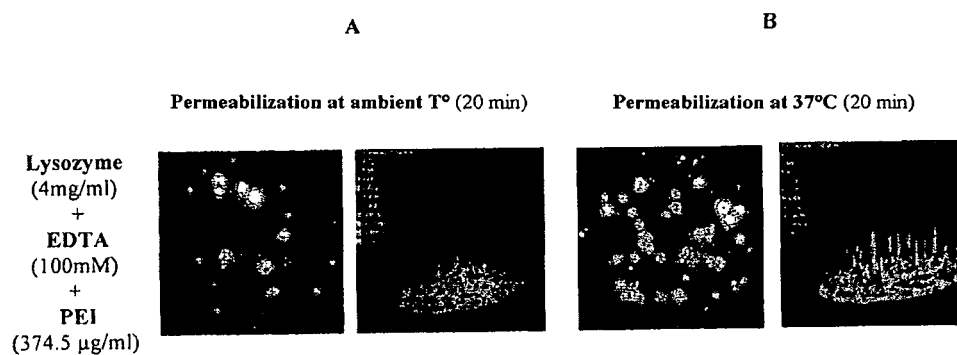 A
B
Permeabilization at ambient T° (20 min)
Permeabilization at 37°C (20 min)
Lysozyme
(4mg/ml)
+
EDTA
(100mM)
+
PEI
(374.5 µg/ml)